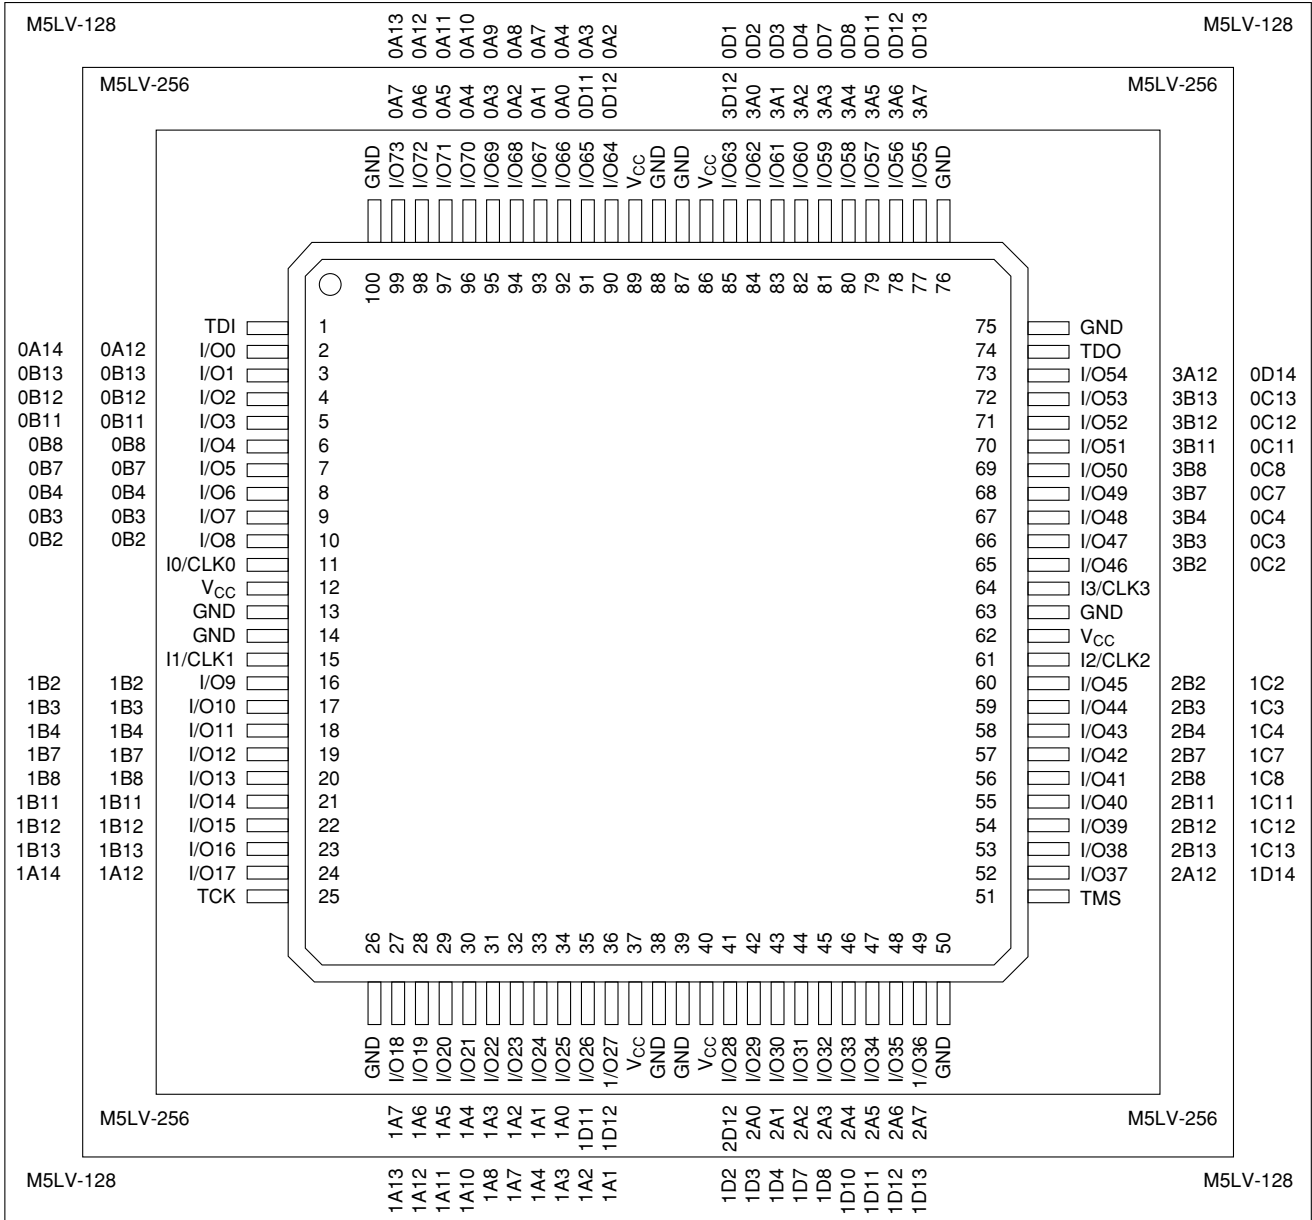 M5LV-128
0A13 0A12 0A11 0A10 0A9 0A8 0A7 0A4 0A3 0A2 0D1 0D2 0D3 0D4 0D7 0D8 0D11 0D12 0D13
M5LV-128
M5LV-256
0A7 0A6 0A5 0A4 0A3 0A2 0A1 0A0 0D11 0D12 3D12 3A0 3A1 3A2 3A3 3A4 3A5 3A6 3A7
M5LV-256
GND I/O73 I/O72 I/O71 I/O70 I/O69 I/O68 I/O67 I/O66 I/O65 I/O64 VCC GND GND VCC I/O63 I/O62 I/O61 I/O60 I/O59 I/O58 I/O57 I/O56 I/O55 GND
100 99 98 97 96 95 94 93 92 91 90 89 88 87 86 85 84 83 82 81 80 79 78 77 76
TDI 1 75 GND
0A14 0A12 I/O0 2 74 TDO
0B13 0B13 I/O1 3 73 I/O54 3A12 0D14
0B12 0B12 I/O2 4 72 I/O53 3B13 0C13
0B11 0B11 I/O3 5 71 I/O52 3B12 0C12
0B8 0B8 I/O4 6 70 I/O51 3B11 0C11
0B7 0B7 I/O5 7 69 I/O50 3B8 0C8
0B4 0B4 I/O6 8 68 I/O49 3B7 0C7
0B3 0B3 I/O7 9 67 I/O48 3B4 0C4
0B2 0B2 I/O8 10 66 I/O47 3B3 0C3
I0/CLK0 11 65 I/O46 3B2 0C2
VCC 12 64 I3/CLK3
GND 13 63 GND
GND 14 62 VCC
I1/CLK1 15 61 I2/CLK2
1B2 1B2 I/O9 16 60 I/O45 2B2 1C2
1B3 1B3 I/O10 17 59 I/O44 2B3 1C3
1B4 1B4 I/O11 18 58 I/O43 2B4 1C4
1B7 1B7 I/O12 19 57 I/O42 2B7 1C7
1B8 1B8 I/O13 20 56 I/O41 2B8 1C8
1B11 1B11 I/O14 21 55 I/O40 2B11 1C11
1B12 1B12 I/O15 22 54 I/O39 2B12 1C12
1B13 1B13 I/O16 23 53 I/O38 2B13 1C13
1A14 1A12 I/O17 24 52 I/O37 2A12 1D14
TCK 25 51 TMS
26 27 28 29 30 31 32 33 34 35 36 37 38 39 40 41 42 43 44 45 46 47 48 49 50
GND I/O18 I/O19 I/O20 I/O21 I/O22 I/O23 I/O24 I/O25 I/O26 1/O27 VCC GND GND VCC I/O28 I/O29 I/O30 I/O31 I/O32 I/O33 I/O34 I/O35 1/O36 GND
M5LV-256
1A7 1A6 1A5 1A4 1A3 1A2 1A1 1A0 1D11 1D12 2D12 2A0 2A1 2A2 2A3 2A4 2A5 2A6 2A7
M5LV-256
M5LV-128
1A13 1A12 1A11 1A10 1A8 1A7 1A4 1A3 1A2 1A1 1D2 1D3 1D4 1D7 1D8 1D10 1D11 1D12 1D13
M5LV-128